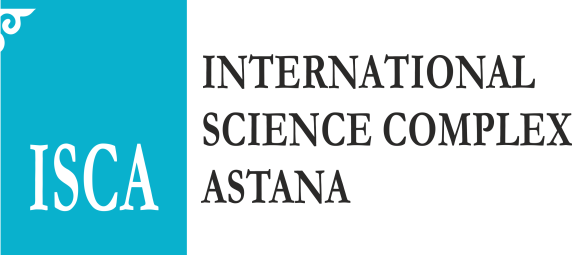 ISCA
INTERNATIONAL
SCIENCE COMPLEX
ASTANA